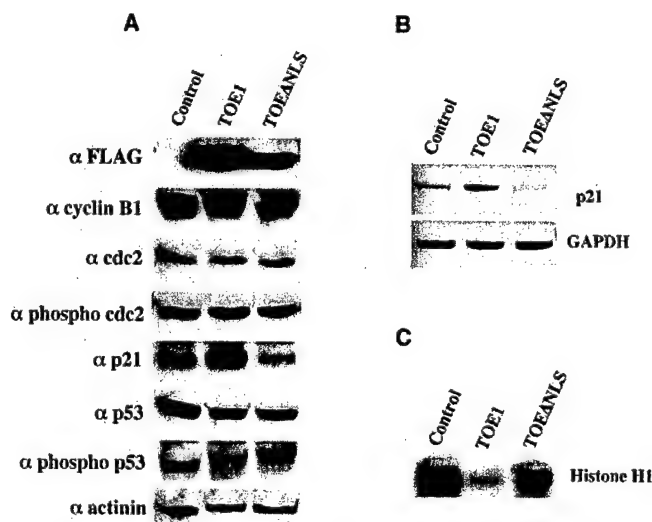 A
Control TOE1 TOEΔNLS
α FLAG
α cyclin B1
α cdc2
α phospho cdc2
α p21
α p53
α phospho p53
α actinin
B
Control TOE1 TOEΔNLS
p21
GAPDH
C
Control TOE1 TOEΔNLS
Histone H1